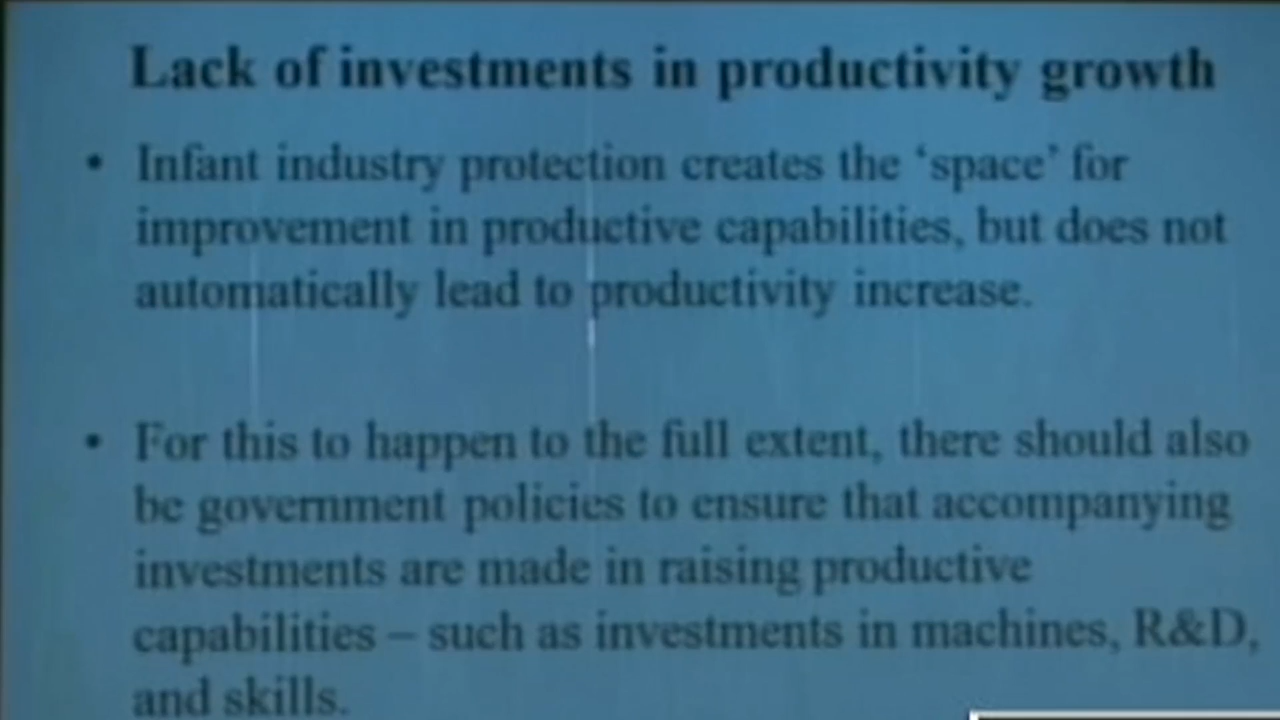 Lack of investments in productivity growth
• Infant industry protection creates the ‘space’ for
improvement in productive capabilities, but does not
automatically lead to productivity increase.
• For this to happen to the full extent, there should also
be government policies to ensure that accompanying
investments are made in raising productive
capabilities – such as investments in machines, R&D,
and skills.